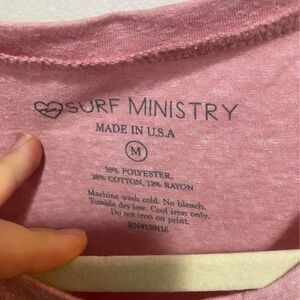 SURF MINISTRY
MADE IN U.S.A
M
50% POLYESTER,
38% COTTON, 12% RAYON
Machine wash cold. No bleach.
Tumble dry low. Cool iron only.
Do not iron on print.
RN#159116